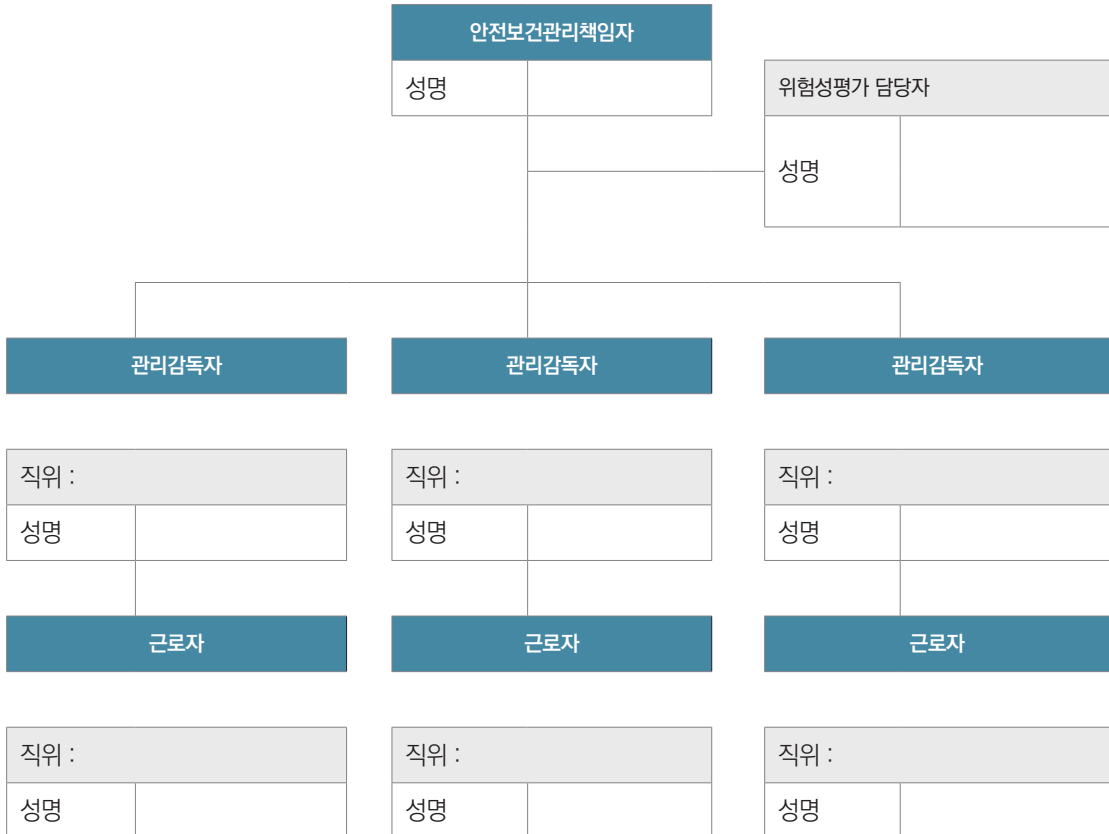 안전보건관리책임자
성명
위험성평가 담당자
성명
관리감독자 관리감독자 관리감독자
직위 : 직위 : 직위 :
성명 성명 성명
근로자 근로자 근로자
직위 : 직위 : 직위 :
성명 성명 성명